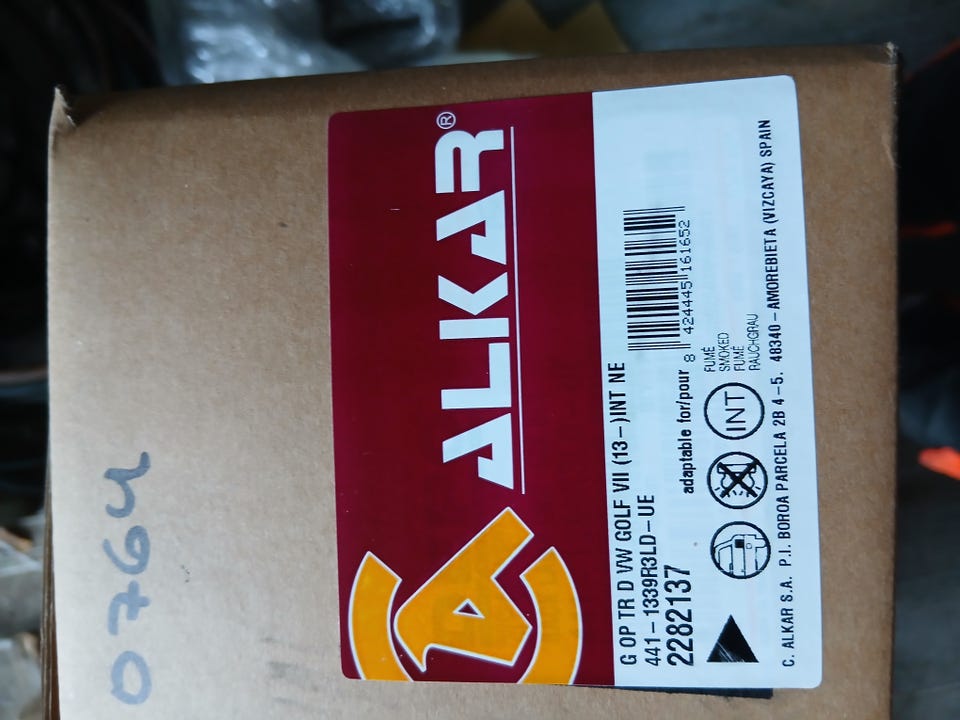 0764
ALKAR®
G OP TR D VW GOLF VII (13-)INT NE
441-1339R3LD-UE
2282137
adaptable for/pour
8 424445 161652
INT
FUMÉ
SMOKED
FUMÉ
RAUCHGRAU
C. ALKAR S.A. P.I. BOROA PARCELA 2B 4-5. 48340-AMOREBIETA (VIZCAYA) SPAIN